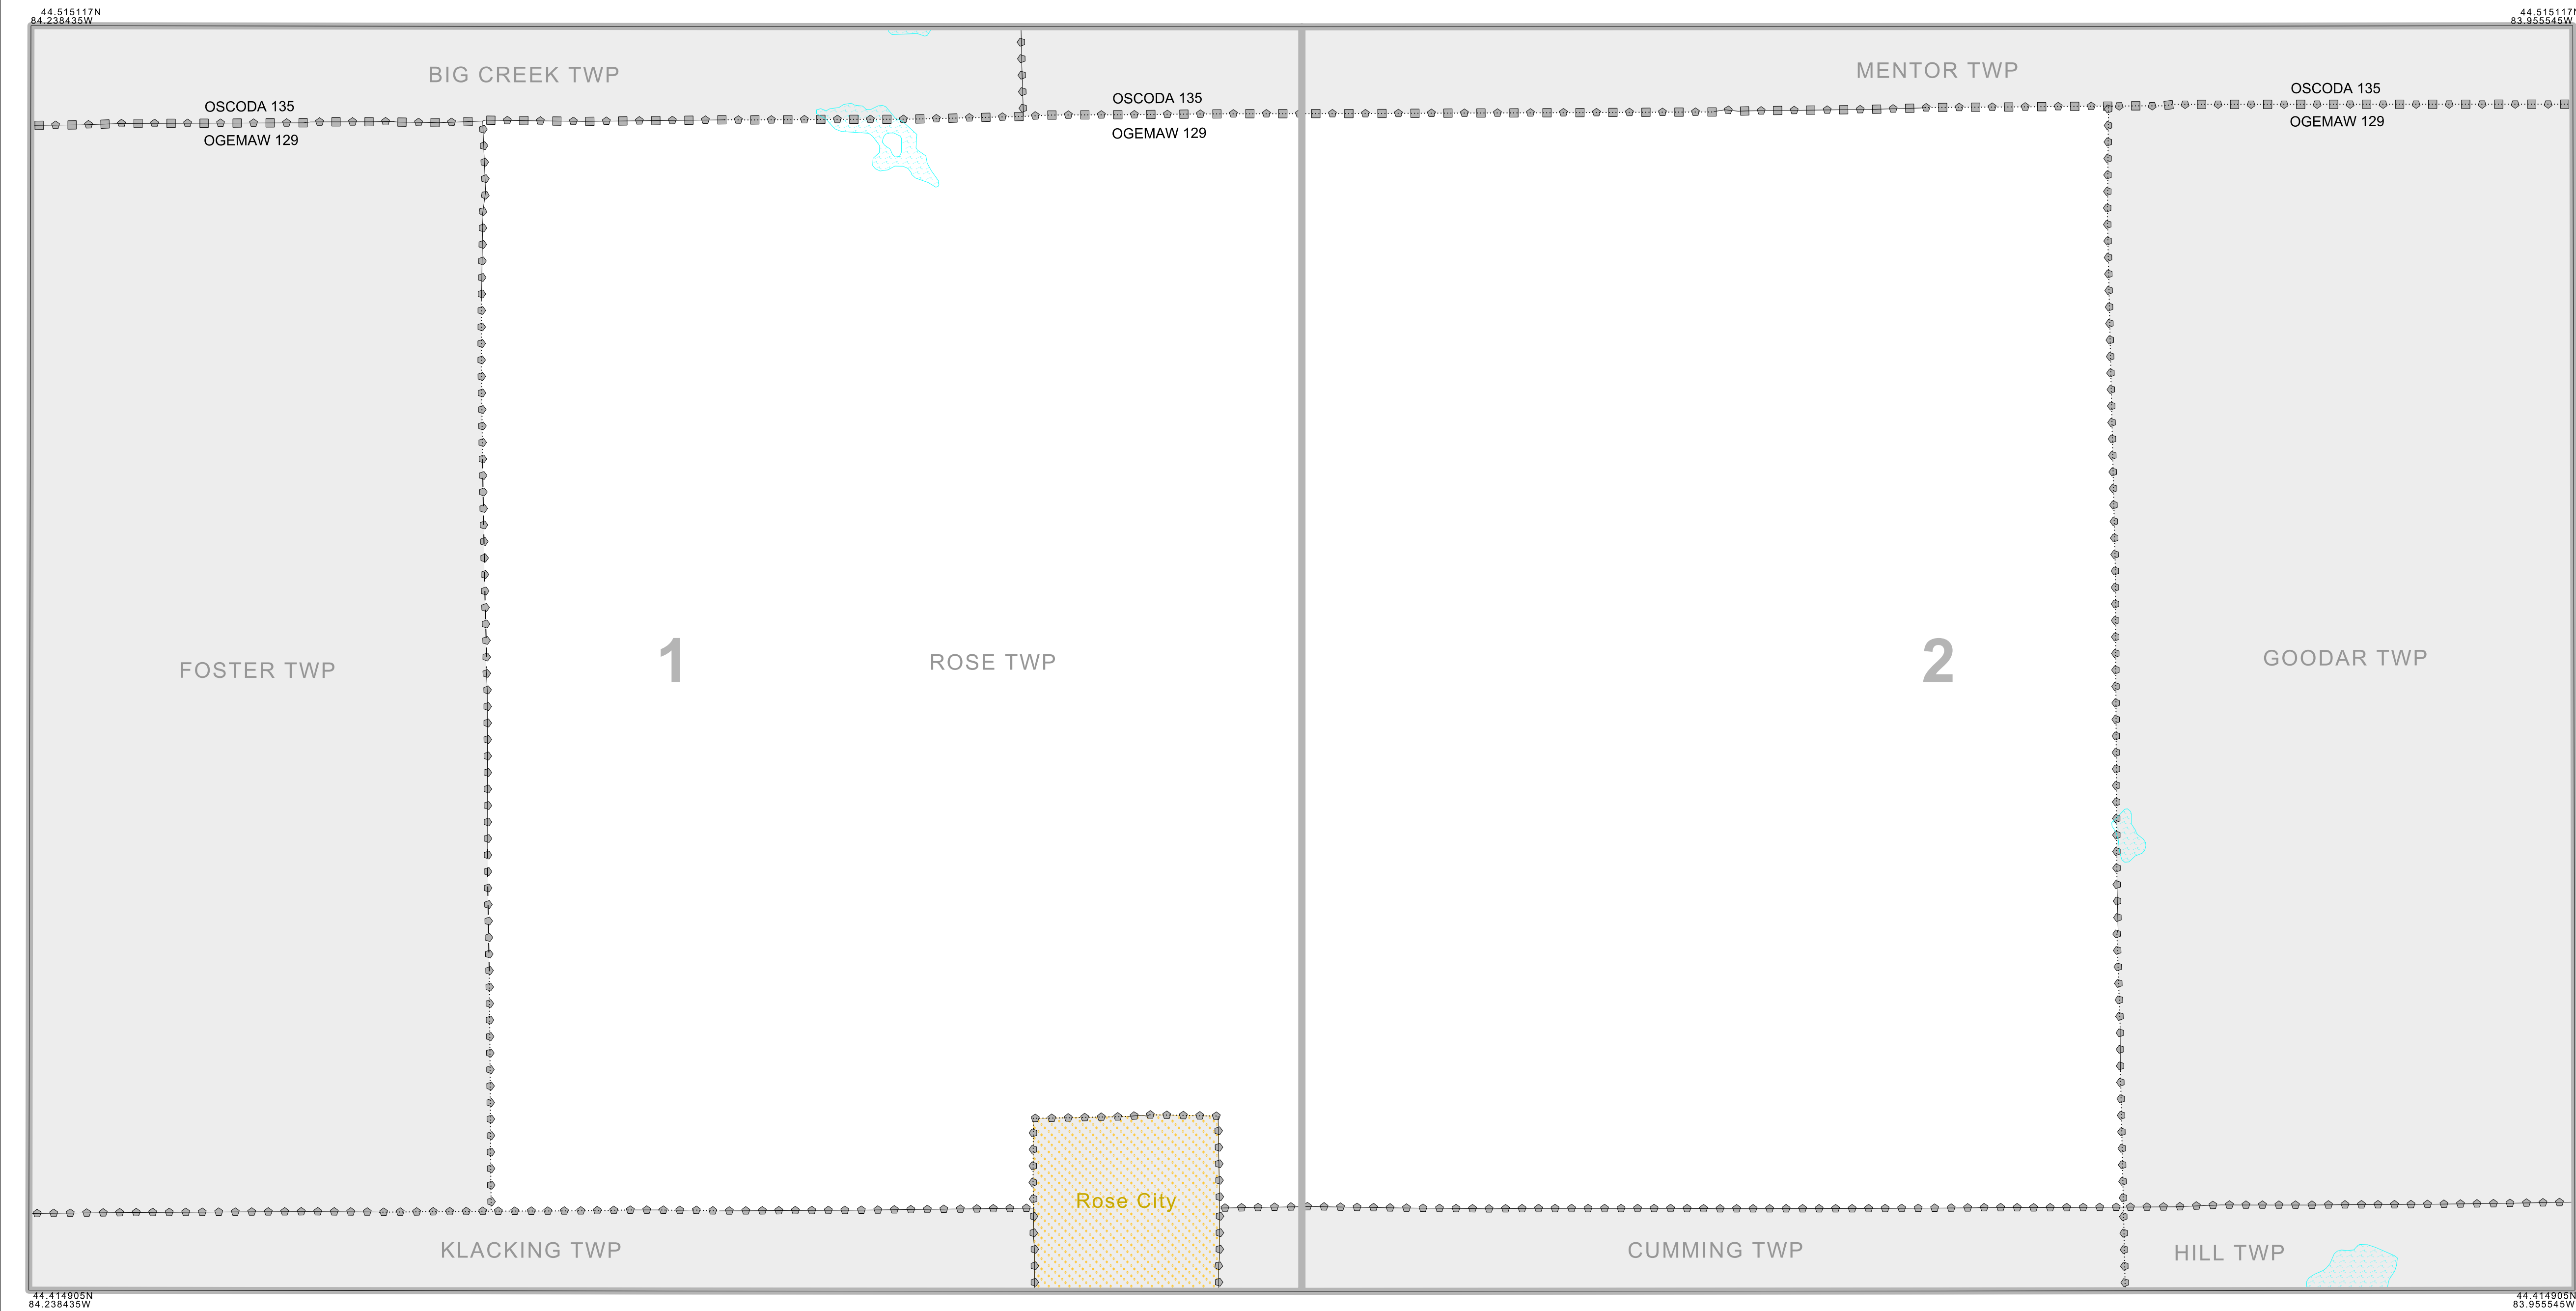 44.515117N
84.238435W
44.515117N
83.955545W
BIG CREEK TWP
MENTOR TWP
OSCODA 135
OGEMAW 129
OSCODA 135
OGEMAW 129
OSCODA 135
OGEMAW 129
FOSTER TWP
1
ROSE TWP
2
GOODAR TWP
Rose City
KLACKING TWP
CUMMING TWP
HILL TWP
44.414905N
84.238435W
44.414905N
83.955545W